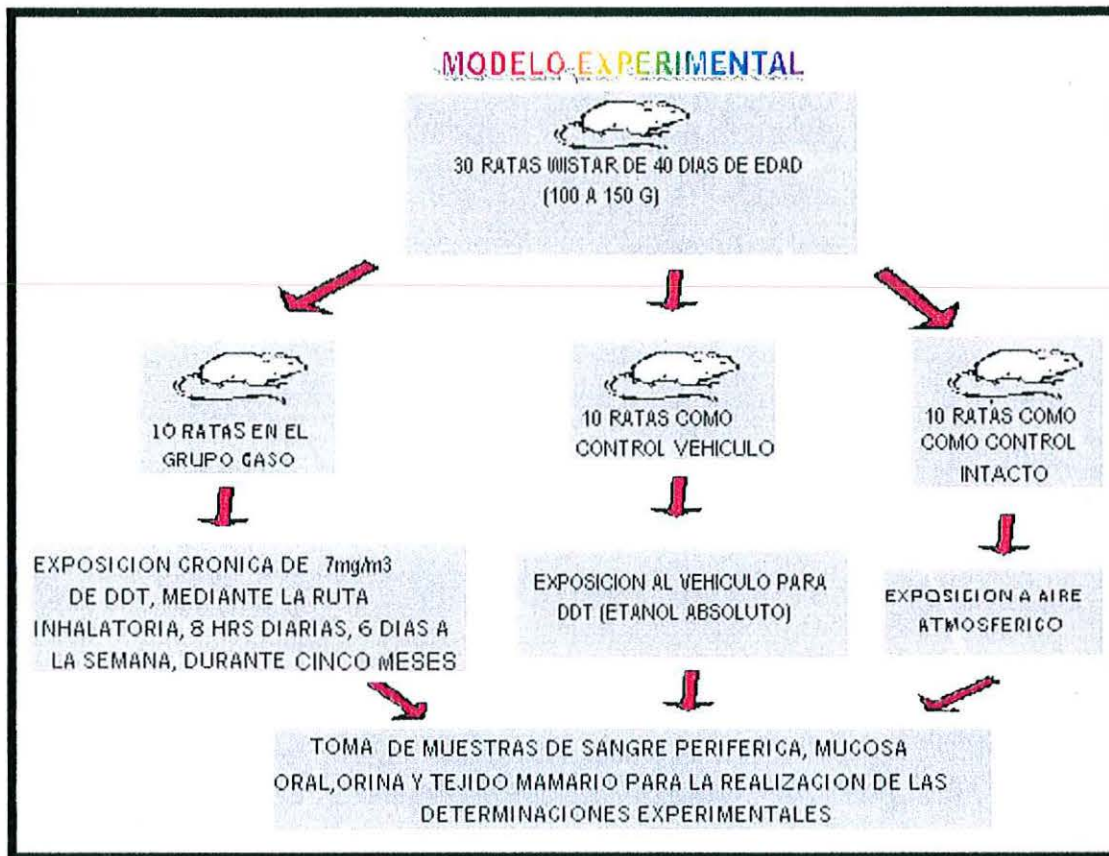 MODELO EXPERIMENTAL
30 RATAS WISTAR DE 40 DIAS DE EDAD
(100 A 150 G)
10 RATAS EN EL
GRUPO CASO
10 RATAS COMO
CONTROL VEHICULO
10 RATAS COMO
COMO CONTROL
INTACTO
EXPOSICION CRONICA DE 7mg/m3
DE DDT, MEDIANTE LA RUTA
INHALATORIA, 8 HRS DIARIAS, 6 DIAS A
LA SEMANA, DURANTE CINCO MESES
EXPOSICION AL VEHICULO PARA
DDT (ETANOL ABSOLUTO)
EXPOSICION A AIRE
ATMOSFERICO
TOMA DE MUESTRAS DE SANGRE PERIFERICA, MUCOSA
ORAL,ORINA Y TEJIDO MAMARIO PARA LA REALIZACION DE LAS
DETERMINACIONES EXPERIMENTALES